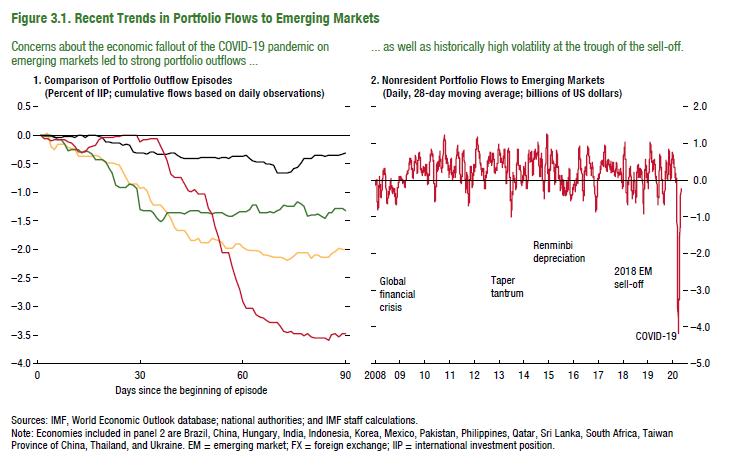 Figure 3.1. Recent Trends in Portfolio Flows to Emerging Markets
Concerns about the economic fallout of the COVID-19 pandemic on
emerging markets led to strong portfolio outflows ...
... as well as historically high volatility at the trough of the sell-off.
1. Comparison of Portfolio Outflow Episodes
(Percent of IIP; cumulative flows based on daily observations)
0.5
0.0
–0.5
–1.0
–1.5
–2.0
–2.5
–3.0
–3.5
–4.0
0 30 60 90
Days since the beginning of episode
2. Nonresident Portfolio Flows to Emerging Markets
(Daily, 28-day moving average; billions of US dollars)
2.0
1.0
0.0
–1.0
–2.0
–3.0
–4.0
–5.0
Global
financial
crisis
Taper
tantrum
Renminbi
depreciation
2018 EM
sell-off
COVID-19
2008 09 10 11 12 13 14 15 16 17 18 19 20
Sources: IMF, World Economic Outlook database; national authorities; and IMF staff calculations.
Note: Economies included in panel 2 are Brazil, China, Hungary, India, Indonesia, Korea, Mexico, Pakistan, Philippines, Qatar, Sri Lanka, South Africa, Taiwan
Province of China, Thailand, and Ukraine. EM = emerging market; FX = foreign exchange; IIP = international investment position.